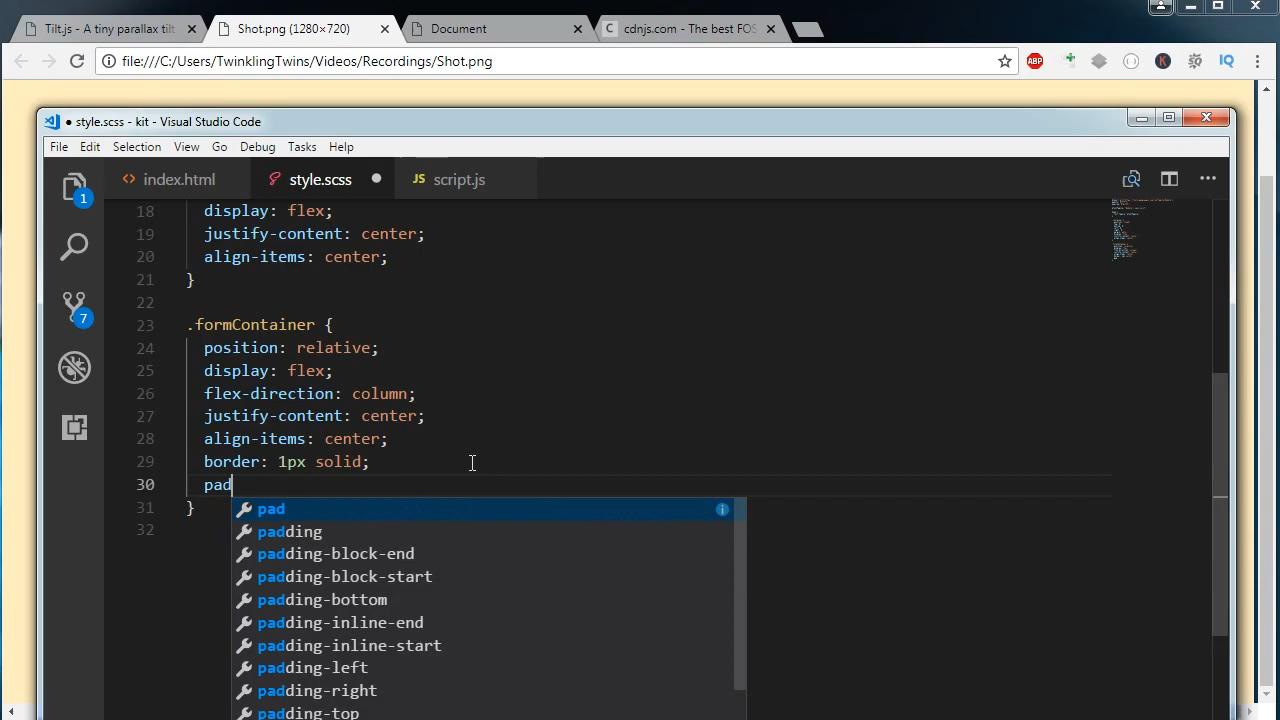 Tilt.js - A tiny parallax tilt
Shot.png (1280×720)
Document
cdnjs.com - The best FOS
file:///C:/Users/TwinklingTwins/Videos/Recordings/Shot.png
ABP
K
IQ
● style.scss - kit - Visual Studio Code
File Edit Selection View Go Debug Tasks Help
index.html
style.scss ●
JS script.js
1
7
18 display: flex;
19 justify-content: center;
20 align-items: center;
21 }
22
23 .formContainer {
24 position: relative;
25 display: flex;
26 flex-direction: column;
27 justify-content: center;
28 align-items: center;
29 border: 1px solid;
30 pad
31 }
32
pad
padding
padding-block-end
padding-block-start
padding-bottom
padding-inline-end
padding-inline-start
padding-left
padding-right
padding-top